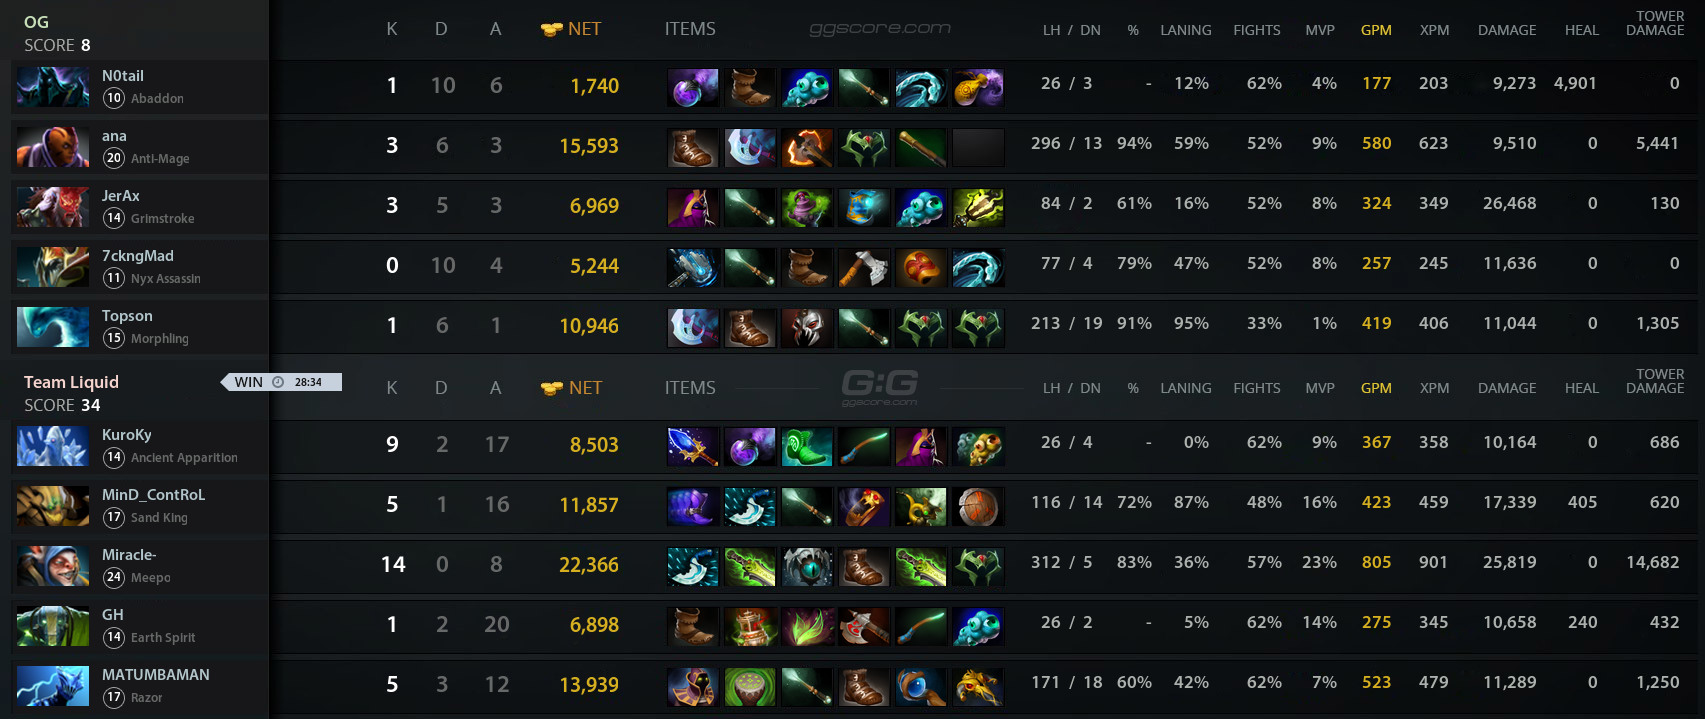 OG K D A NET ITEMS ggscore.com LH / DN % LANING FIGHTS MVP GPM XPM DAMAGE HEAL TOWER DAMAGE
SCORE 8
N0tail 1 10 6 1,740 26 / 3 - 12% 62% 4% 177 203 9,273 4,901 0
10 Abaddon
ana 3 6 3 15,593 296 / 13 94% 59% 52% 9% 580 623 9,510 0 5,441
20 Anti-Mage
JerAx 3 5 3 6,969 84 / 2 61% 16% 52% 8% 324 349 26,468 0 130
14 Grimstroke
7ckngMad 0 10 4 5,244 77 / 4 79% 47% 52% 8% 257 245 11,636 0 0
11 Nyx Assassin
Topson 1 6 1 10,946 213 / 19 91% 95% 33% 1% 419 406 11,044 0 1,305
15 Morphling
Team Liquid WIN 28:34 K D A NET ITEMS G:G ggscore.com LH / DN % LANING FIGHTS MVP GPM XPM DAMAGE HEAL TOWER DAMAGE
SCORE 34
KuroKy 9 2 17 8,503 26 / 4 - 0% 62% 9% 367 358 10,164 0 686
14 Ancient Apparition
MinD_ContRoL 5 1 16 11,857 116 / 14 72% 87% 48% 16% 423 459 17,339 405 620
17 Sand King
Miracle- 14 0 8 22,366 312 / 5 83% 36% 57% 23% 805 901 25,819 0 14,682
24 Meepo
GH 1 2 20 6,898 26 / 2 - 5% 62% 14% 275 345 10,658 240 432
14 Earth Spirit
MATUMBAMAN 5 3 12 13,939 171 / 18 60% 42% 62% 7% 523 479 11,289 0 1,250
17 Razor